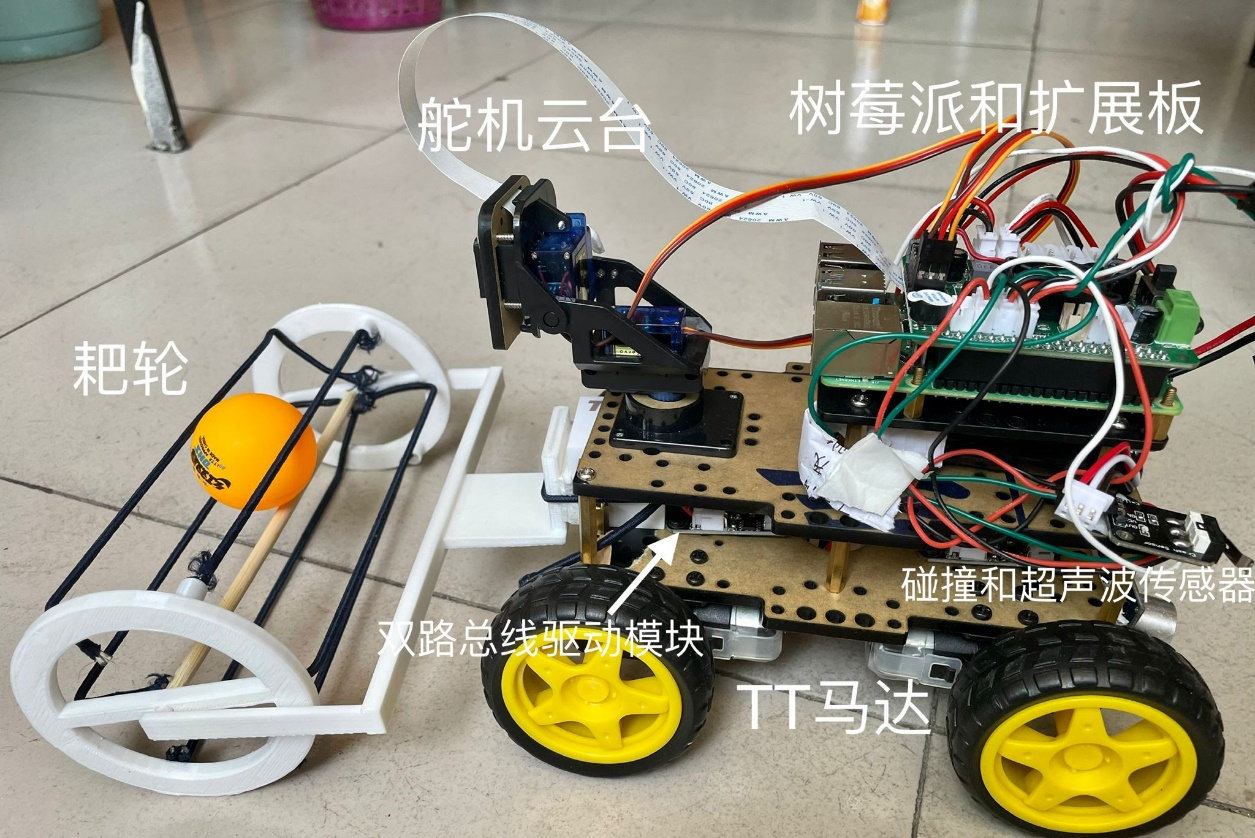 舵机云台
树莓派和扩展板
耙轮
碰撞和超声波传感器
双路总线驱动模块
TT马达